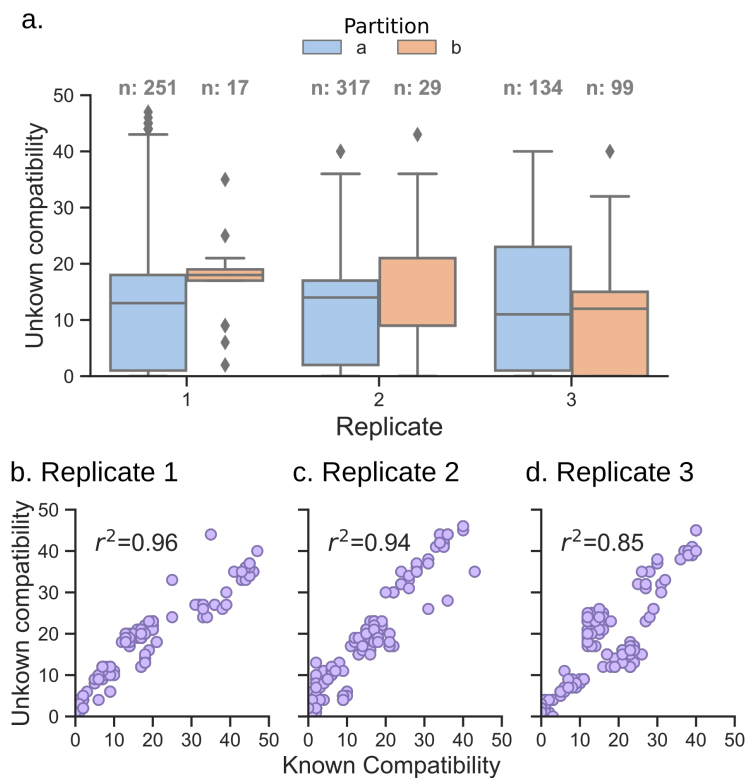 a.
Partition
a b
n: 251 n: 17 n: 317 n: 29 n: 134 n: 99
Unkown compatibility
50
40
30
20
10
0
1 2 3
Replicate
b. Replicate 1 c. Replicate 2 d. Replicate 3
Unkown compatibility
50
40
30
20
10
0
r²=0.96 r²=0.94 r²=0.85
0 10 20 30 40 50 0 10 20 30 40 50 0 10 20 30 40 50
Known Compatibility